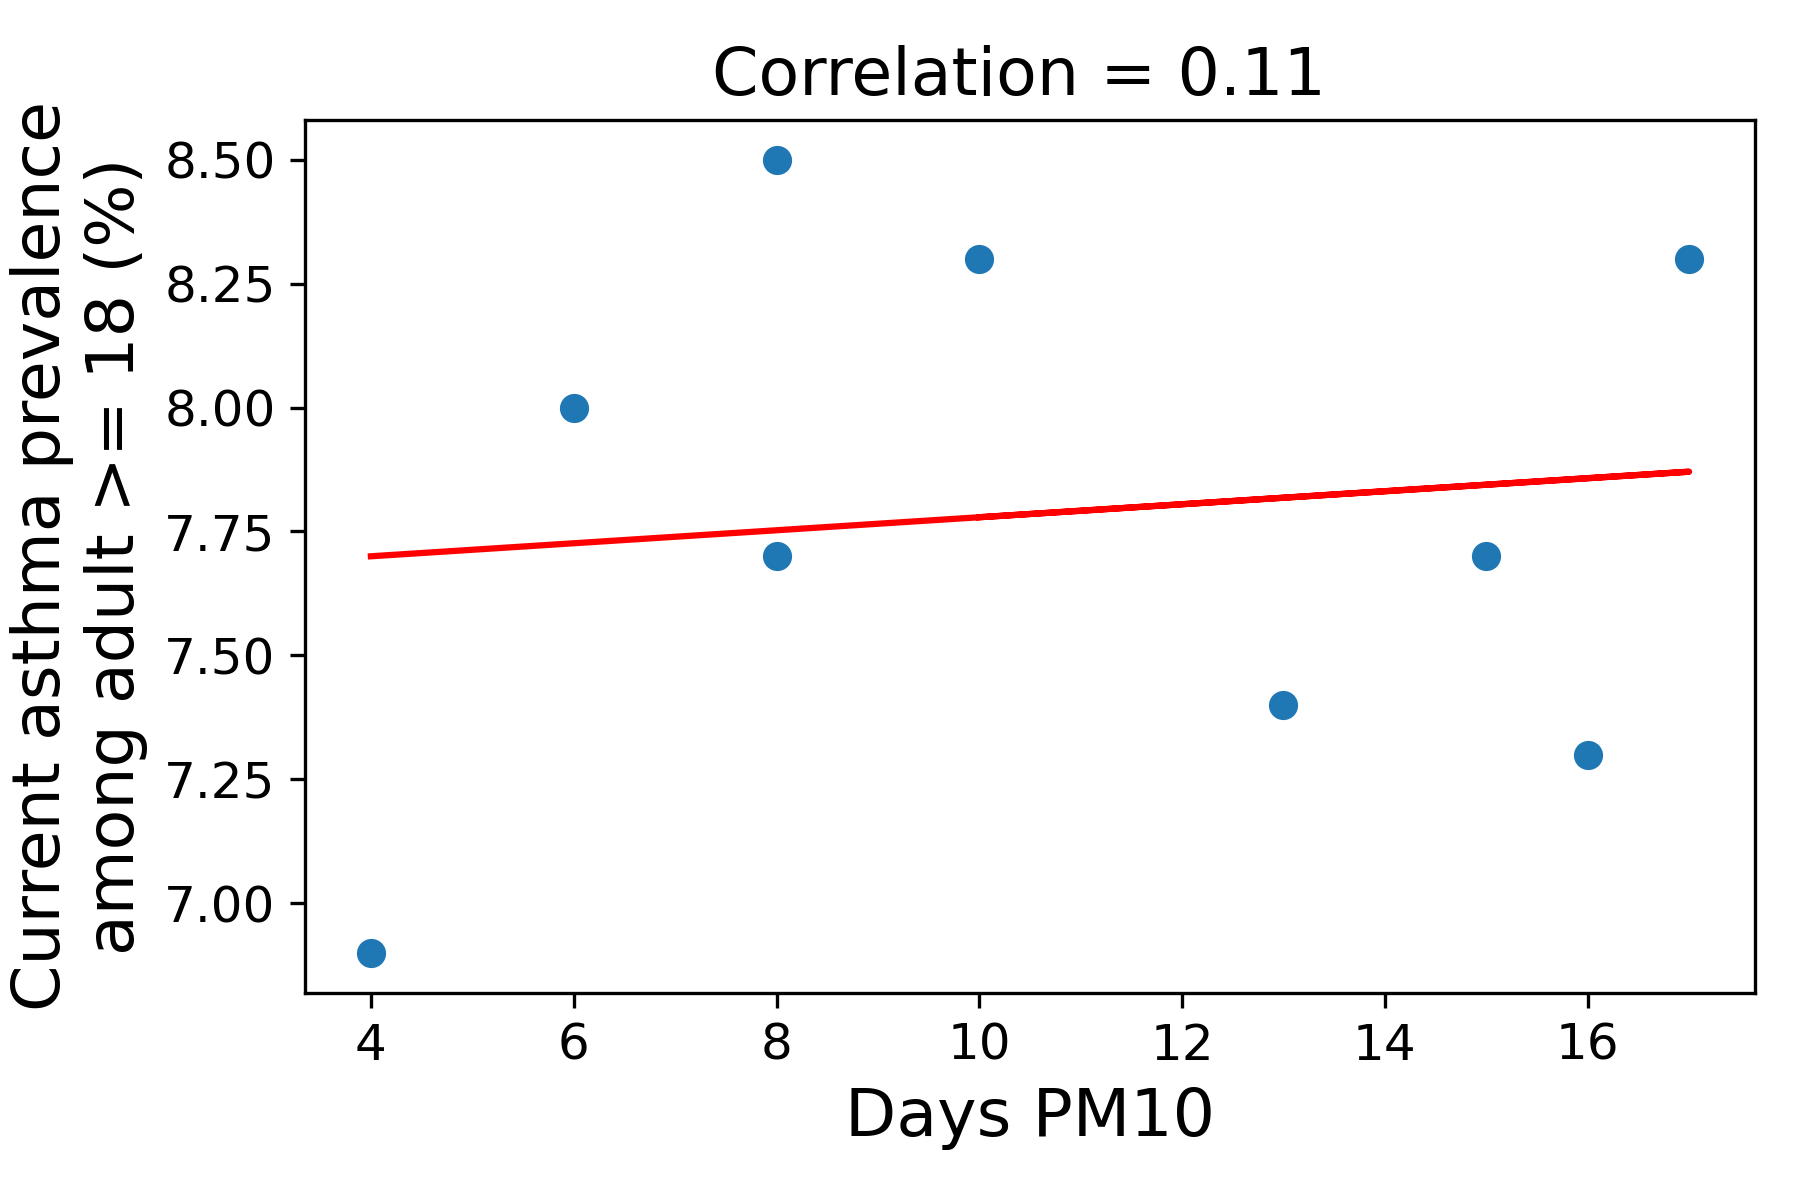 Correlation = 0.11
Current asthma prevalence
among adult >= 18 (%)
8.50
8.25
8.00
7.75
7.50
7.25
7.00
4 6 8 10 12 14 16
Days PM10